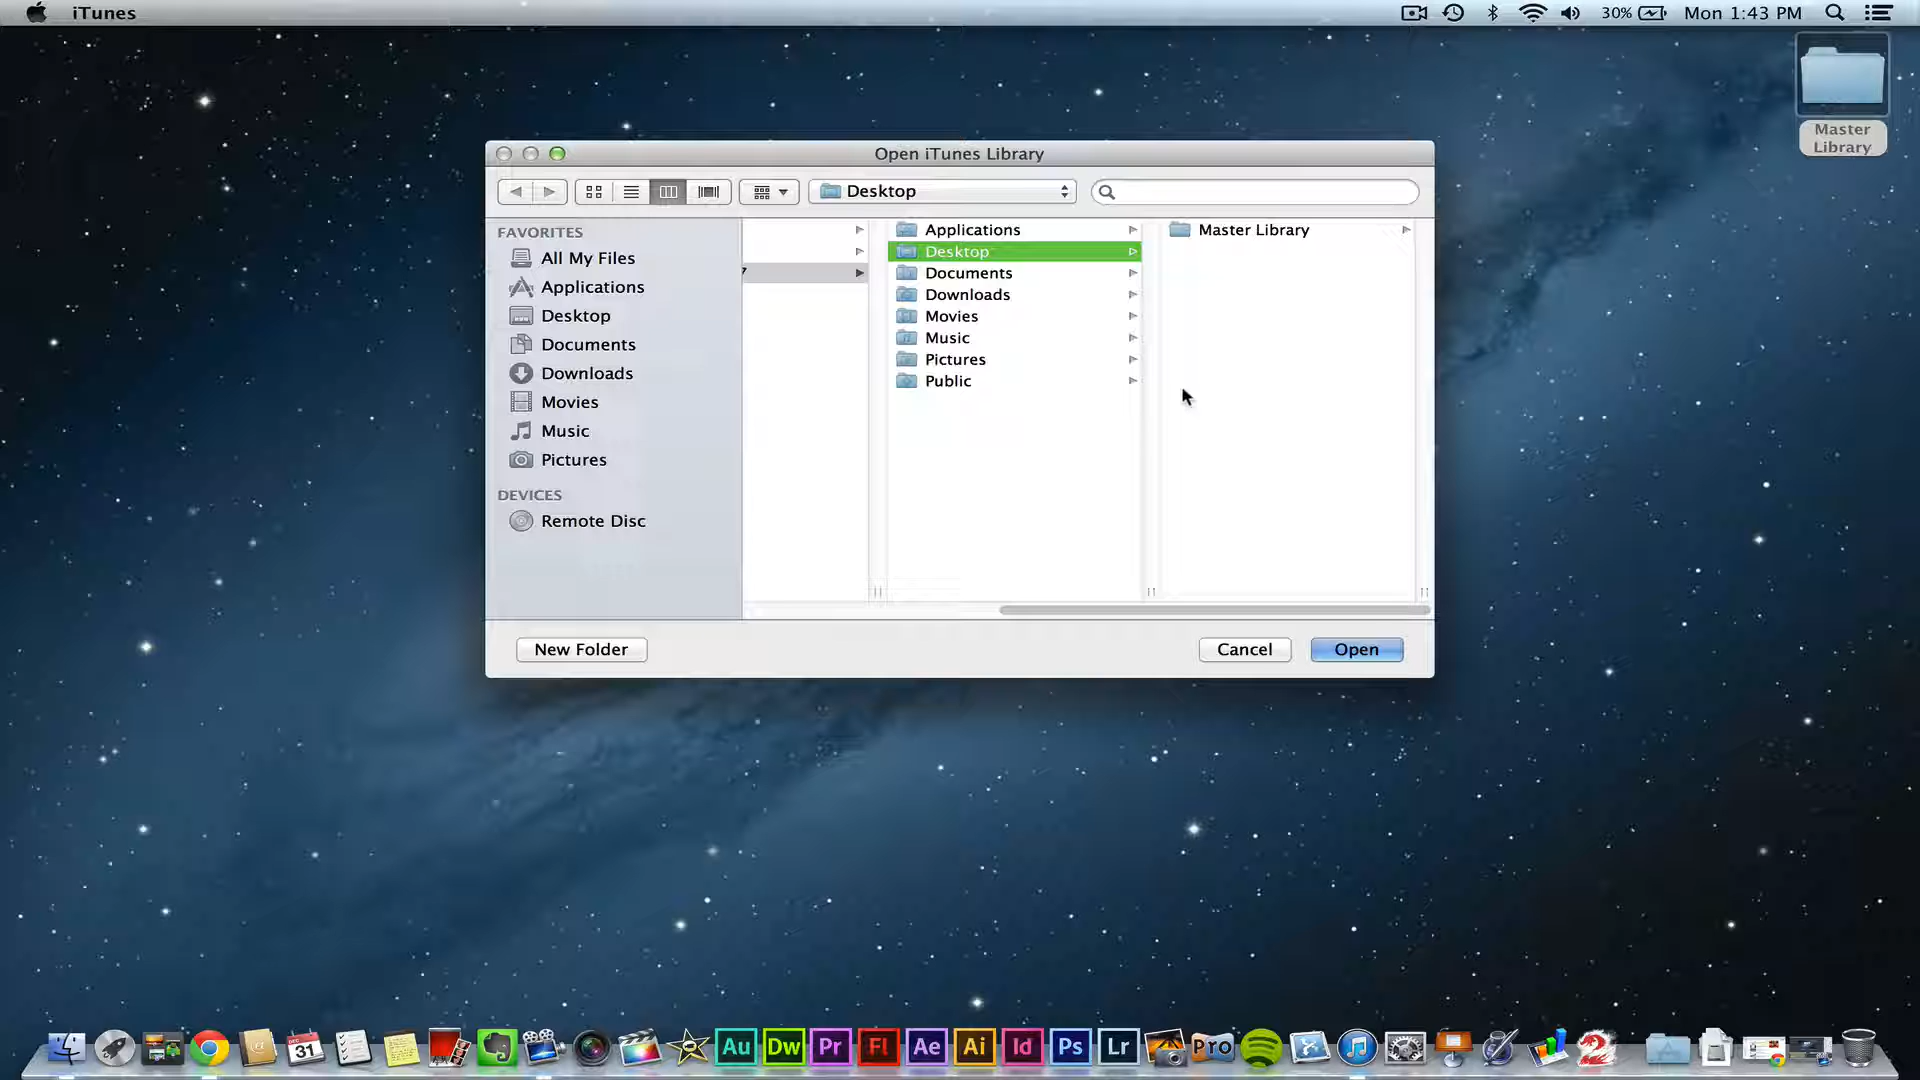 iTunes
30%
Mon 1:43 PM
Master
Library
Open iTunes Library
Desktop
FAVORITES
All My Files
Applications
Desktop
Documents
Downloads
Movies
Music
Pictures
DEVICES
Remote Disc
7
Applications
Desktop
Documents
Downloads
Movies
Music
Pictures
Public
Master Library
New Folder
Cancel
Open
31
Au
Dw
Pr
Fl
Ae
Ai
Id
Ps
Lr
Pro